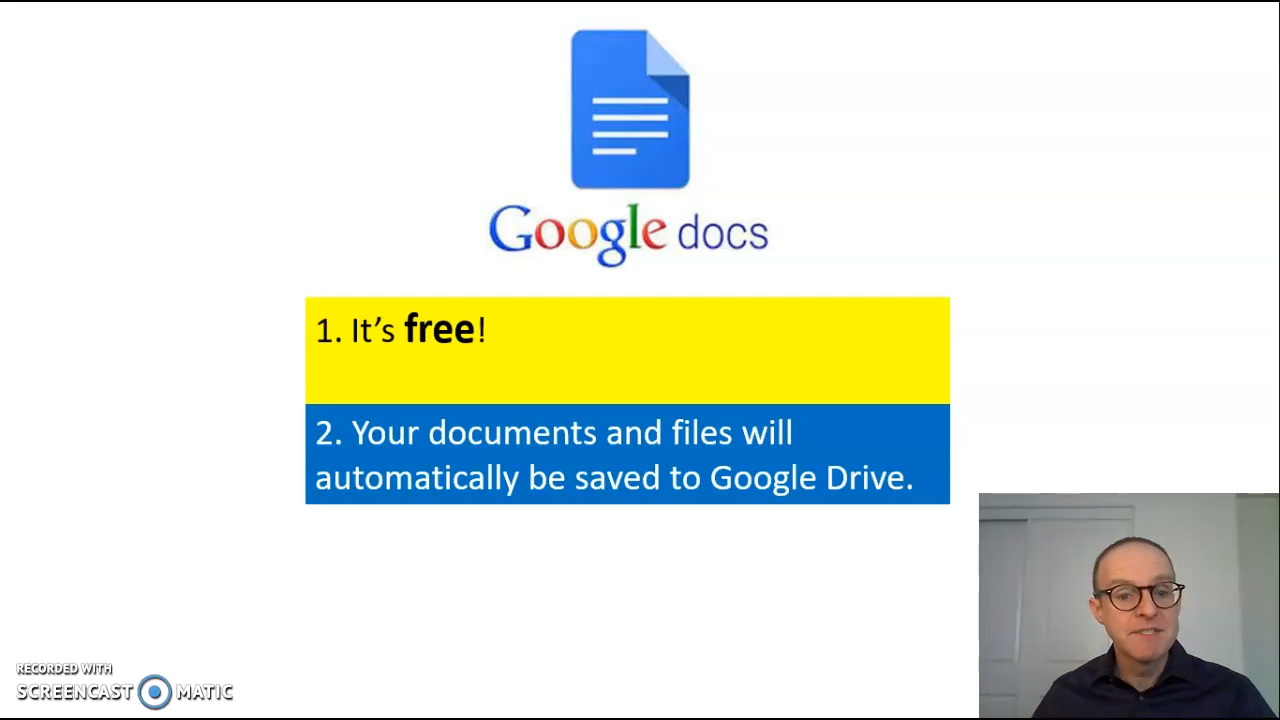 Google docs
1. It’s free!
2. Your documents and files will
automatically be saved to Google Drive.
RECORDED WITH
SCREENCAST MATIC